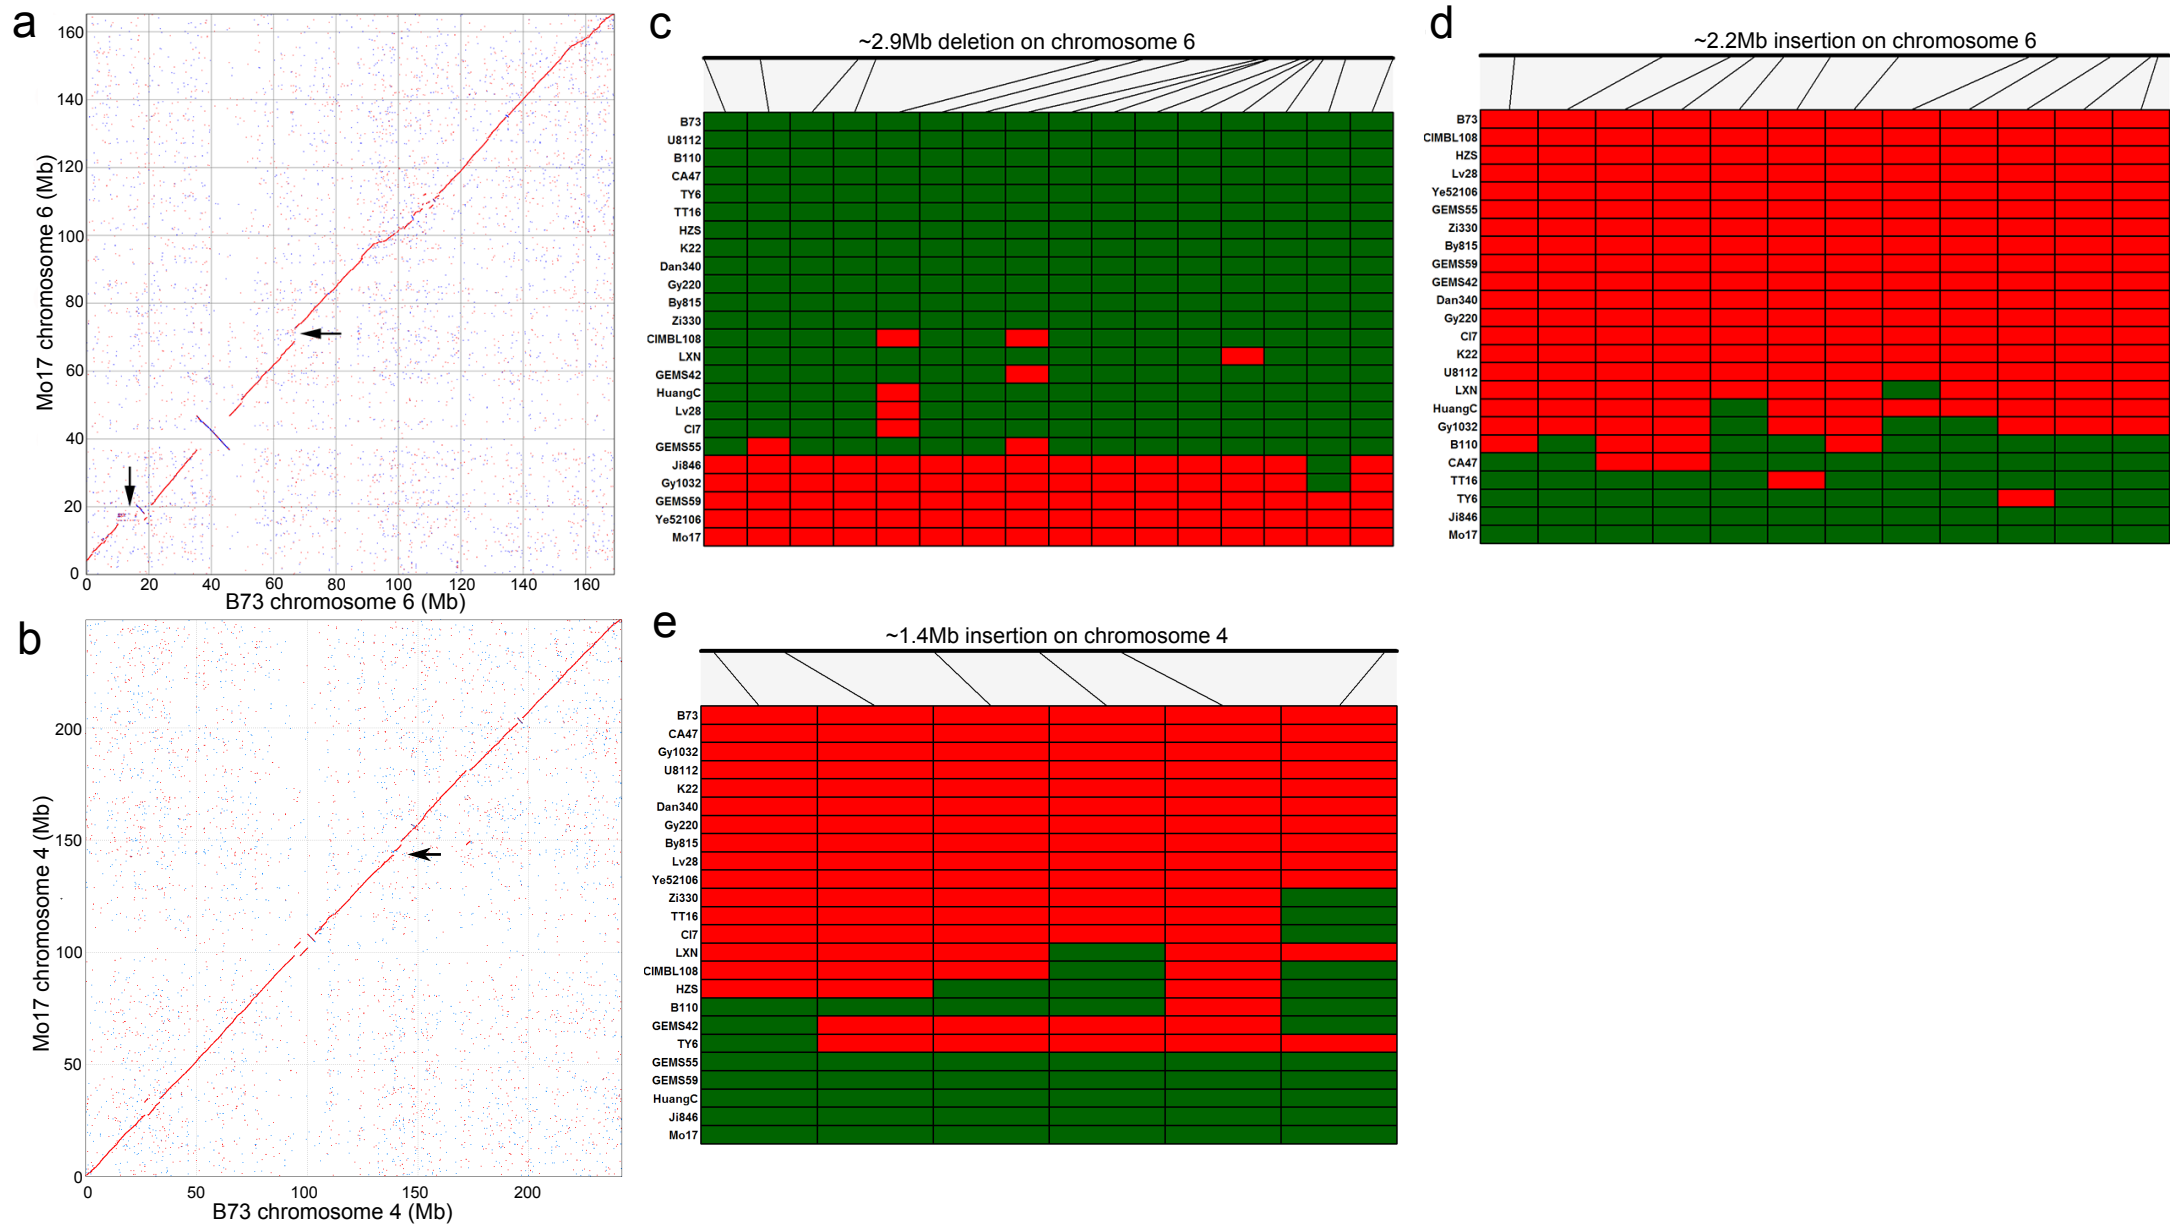 a
160
140
120
100
80
60
40
20
0
0 20 40 60 80 100 120 140 160
Mo17 chromosome 6 (Mb)
B73 chromosome 6 (Mb)
b
200
150
100
50
0
0 50 100 150 200
Mo17 chromosome 4 (Mb)
B73 chromosome 4 (Mb)
c
~2.9Mb deletion on chromosome 6
B73
U8112
B110
CA47
TY6
TT16
HZS
K22
Dan340
Gy220
By815
Zi330
CIMBL108
LXN
GEMS42
HuangC
Lv28
CI7
GEMS55
Ji846
Gy1032
GEMS59
Ye52106
Mo17
d
~2.2Mb insertion on chromosome 6
B73
CIMBL108
HZS
Lv28
Ye52106
GEMS55
Zi330
By815
GEMS59
GEMS42
Dan340
Gy220
CI7
K22
U8112
LXN
HuangC
Gy1032
B110
CA47
TT16
TY6
Ji846
Mo17
e
~1.4Mb insertion on chromosome 4
B73
CA47
Gy1032
U8112
K22
Dan340
Gy220
By815
Lv28
Ye52106
Zi330
TT16
CI7
LXN
CIMBL108
HZS
B110
GEMS42
TY6
GEMS55
GEMS59
HuangC
Ji846
Mo17